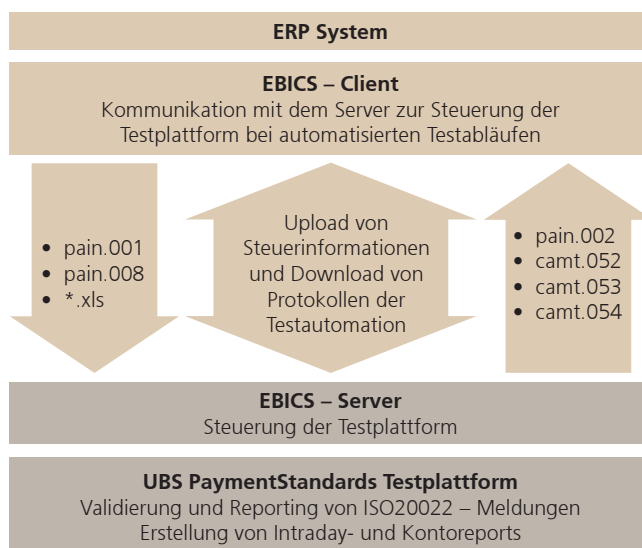 ERP System
EBICS – Client
Kommunikation mit dem Server zur Steuerung der
Testplattform bei automatisierten Testabläufen
• pain.001
• pain.008
• *.xls
Upload von
Steuerinformationen
und Download von
Protokollen der
Testautomation
• pain.002
• camt.052
• camt.053
• camt.054
EBICS – Server
Steuerung der Testplattform
UBS PaymentStandards Testplattform
Validierung und Reporting von ISO20022 – Meldungen
Erstellung von Intraday- und Kontoreports